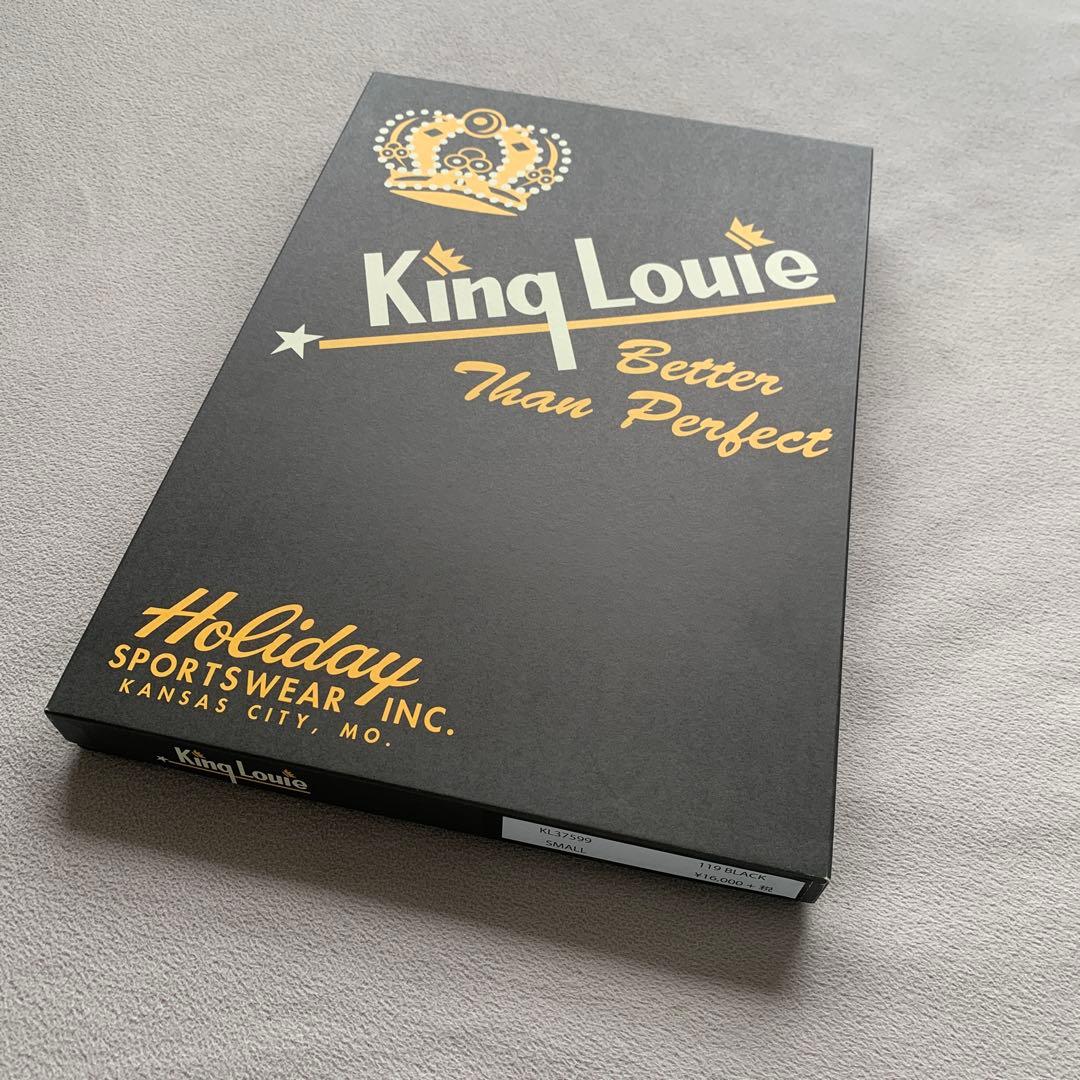 King Louie
Better
Than Perfect
Holiday
SPORTSWEAR INC.
KANSAS CITY, MO.
King Louie
KL37599
SMALL
119 BLACK
¥16,000 + 税